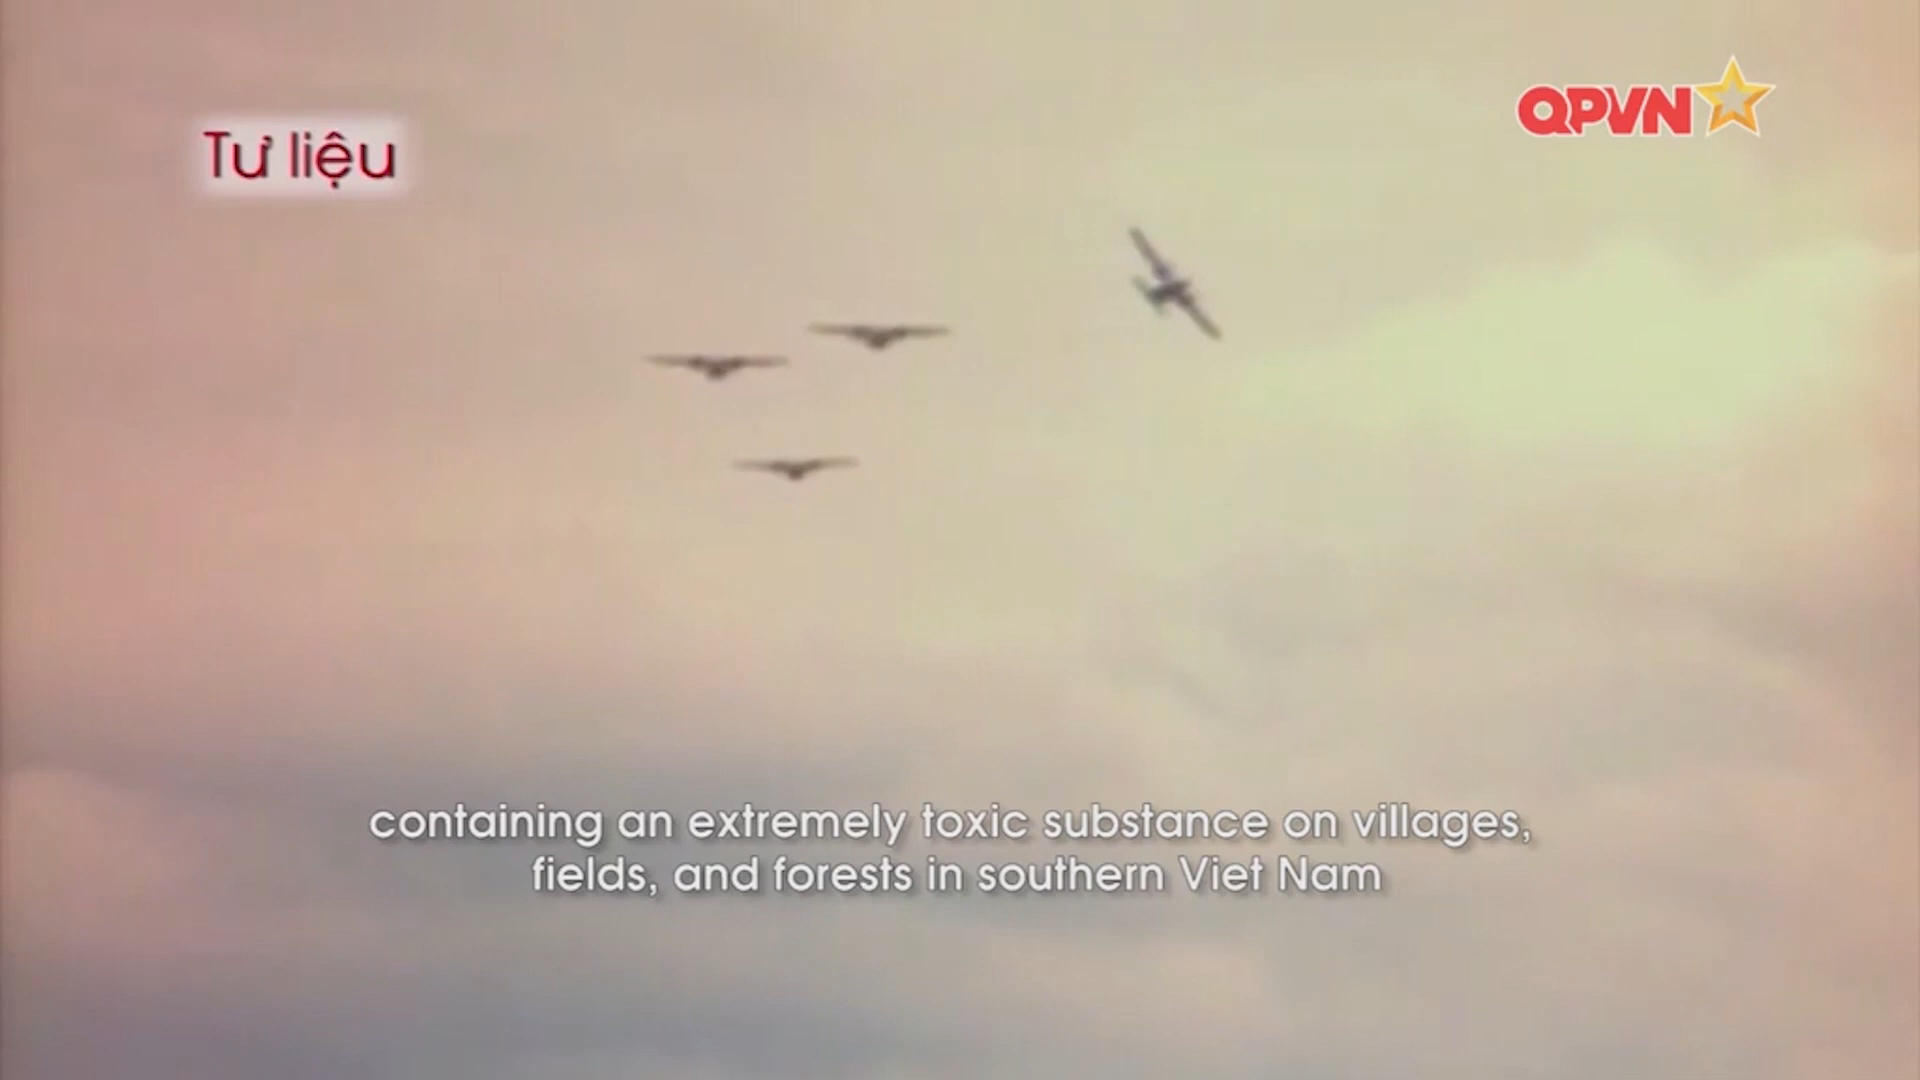 QPVN
Tư liệu
containing an extremely toxic substance on villages,
fields, and forests in southern Viet Nam